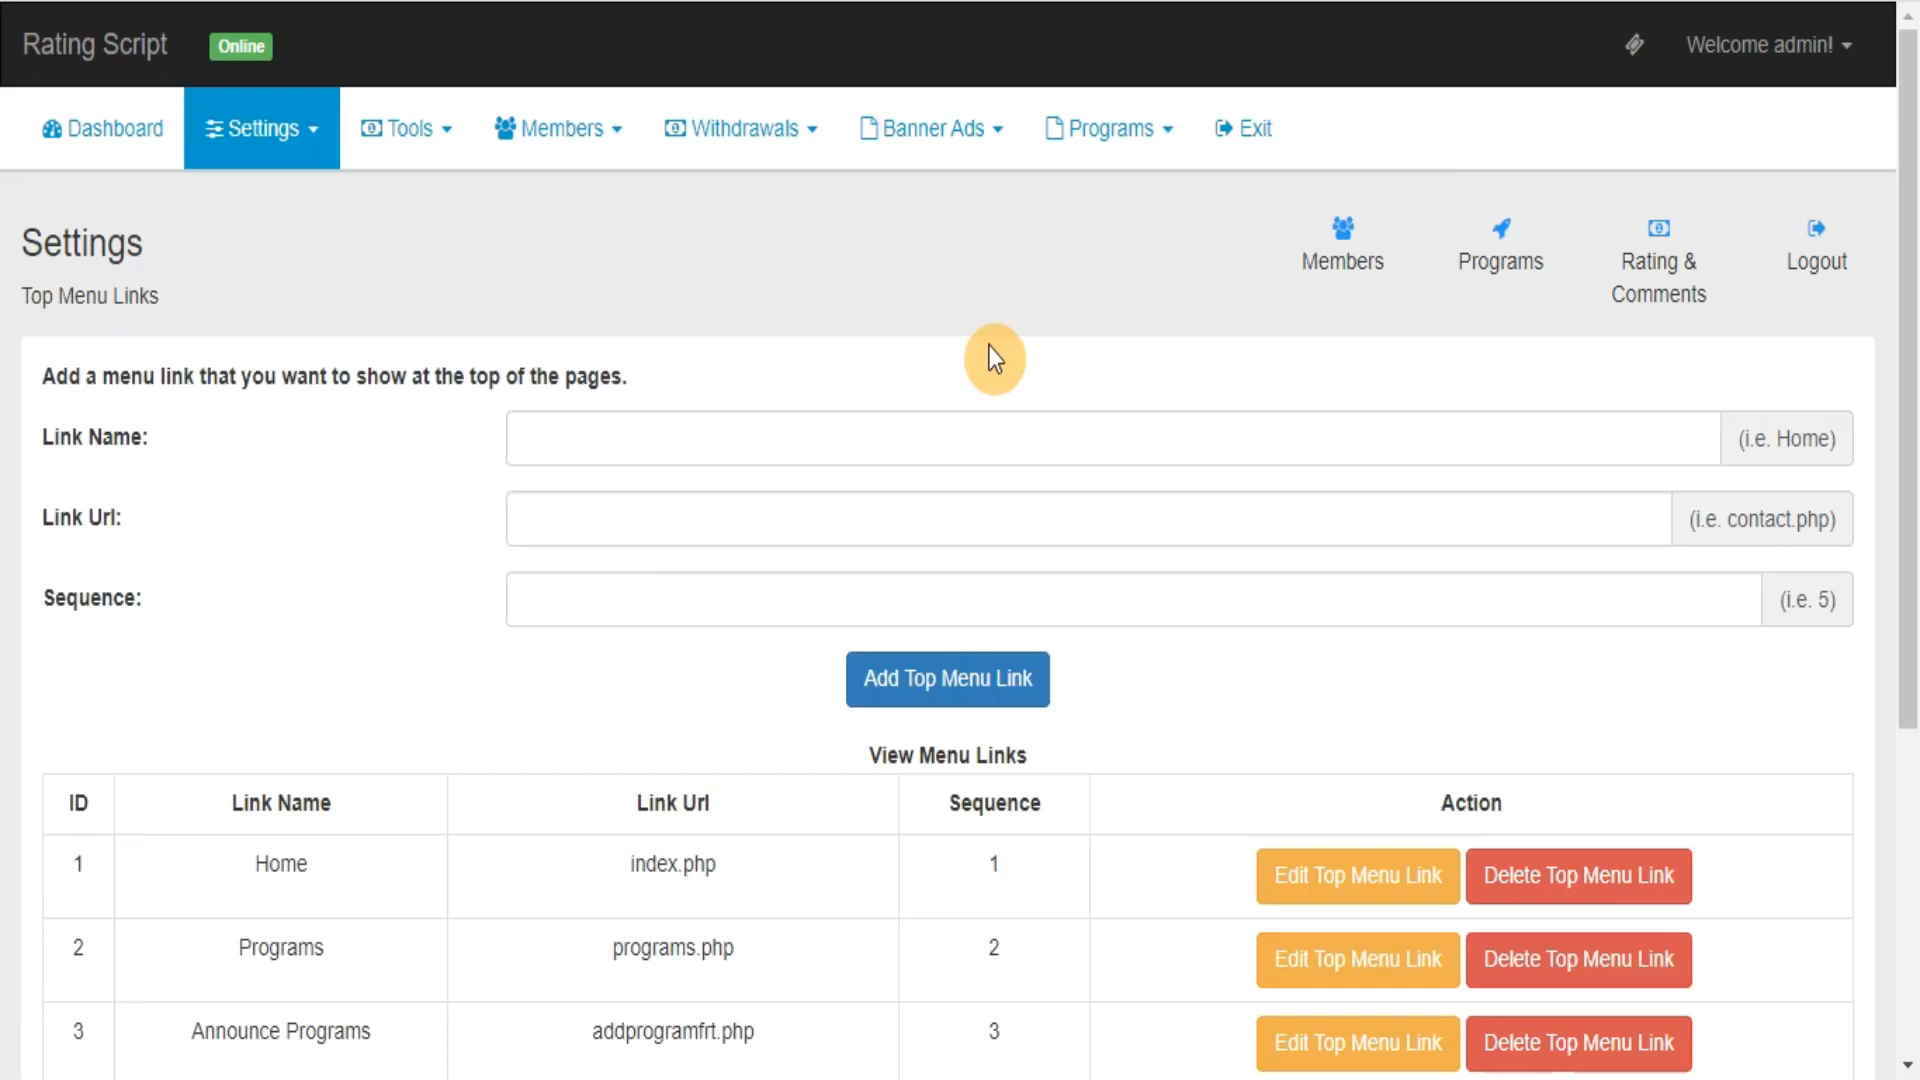 Rating Script Online Welcome admin!
Dashboard Settings Tools Members Withdrawals Banner Ads Programs Exit
Settings
Top Menu Links
Members Programs Rating & Comments Logout
Add a menu link that you want to show at the top of the pages.
Link Name: (i.e. Home)
Link Url: (i.e. contact.php)
Sequence: (i.e. 5)
Add Top Menu Link
View Menu Links
ID Link Name Link Url Sequence Action
1 Home index.php 1 Edit Top Menu Link Delete Top Menu Link
2 Programs programs.php 2 Edit Top Menu Link Delete Top Menu Link
3 Announce Programs addprogramfrt.php 3 Edit Top Menu Link Delete Top Menu Link